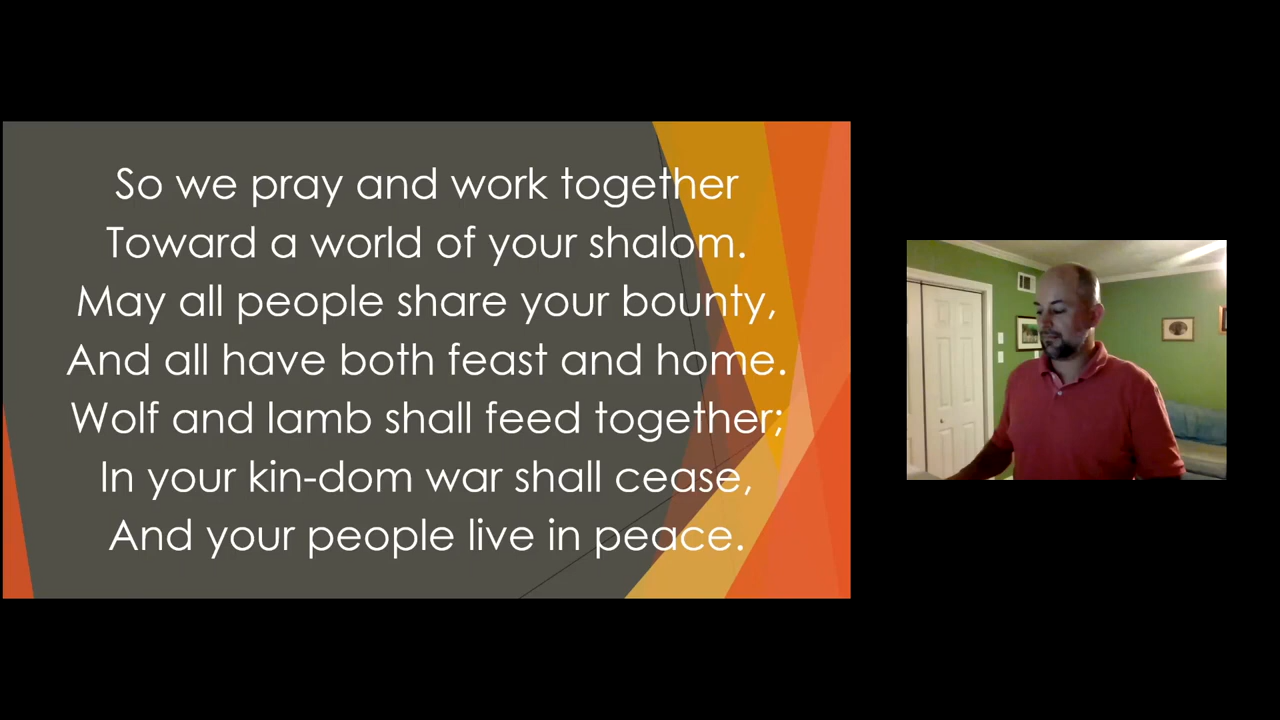 So we pray and work together
Toward a world of your shalom.
May all people share your bounty,
And all have both feast and home.
Wolf and lamb shall feed together;
In your kin-dom war shall cease,
And your people live in peace.